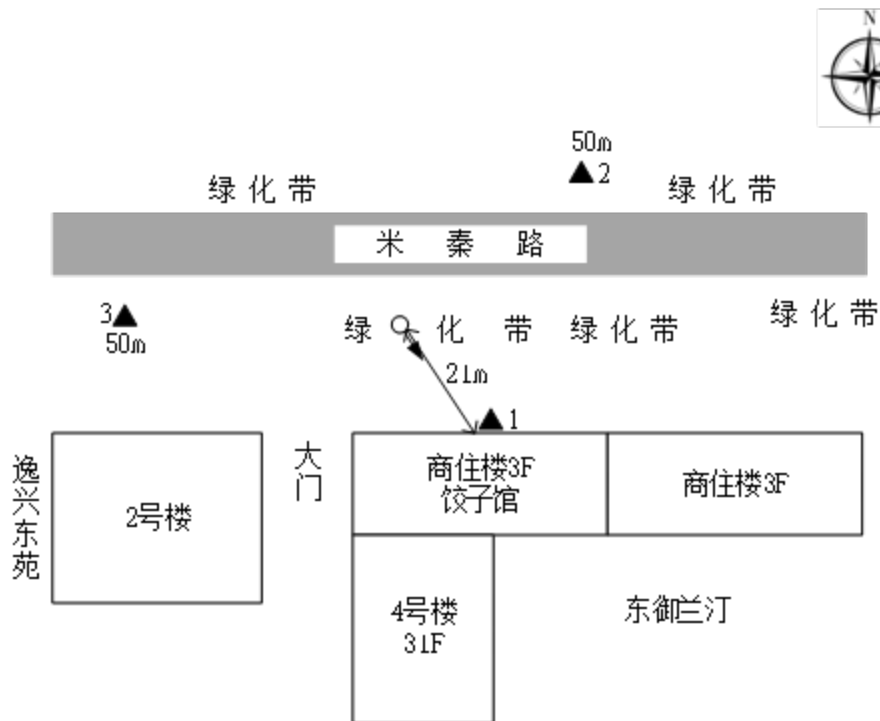 N
50m
▲2
绿化带
绿化带
米秦路
3▲
50m
绿化带
绿化带
绿化带
21m
▲1
逸兴东苑
2号楼
大门
商住楼3F
饺子馆
商住楼3F
4号楼
31F
东御兰汀